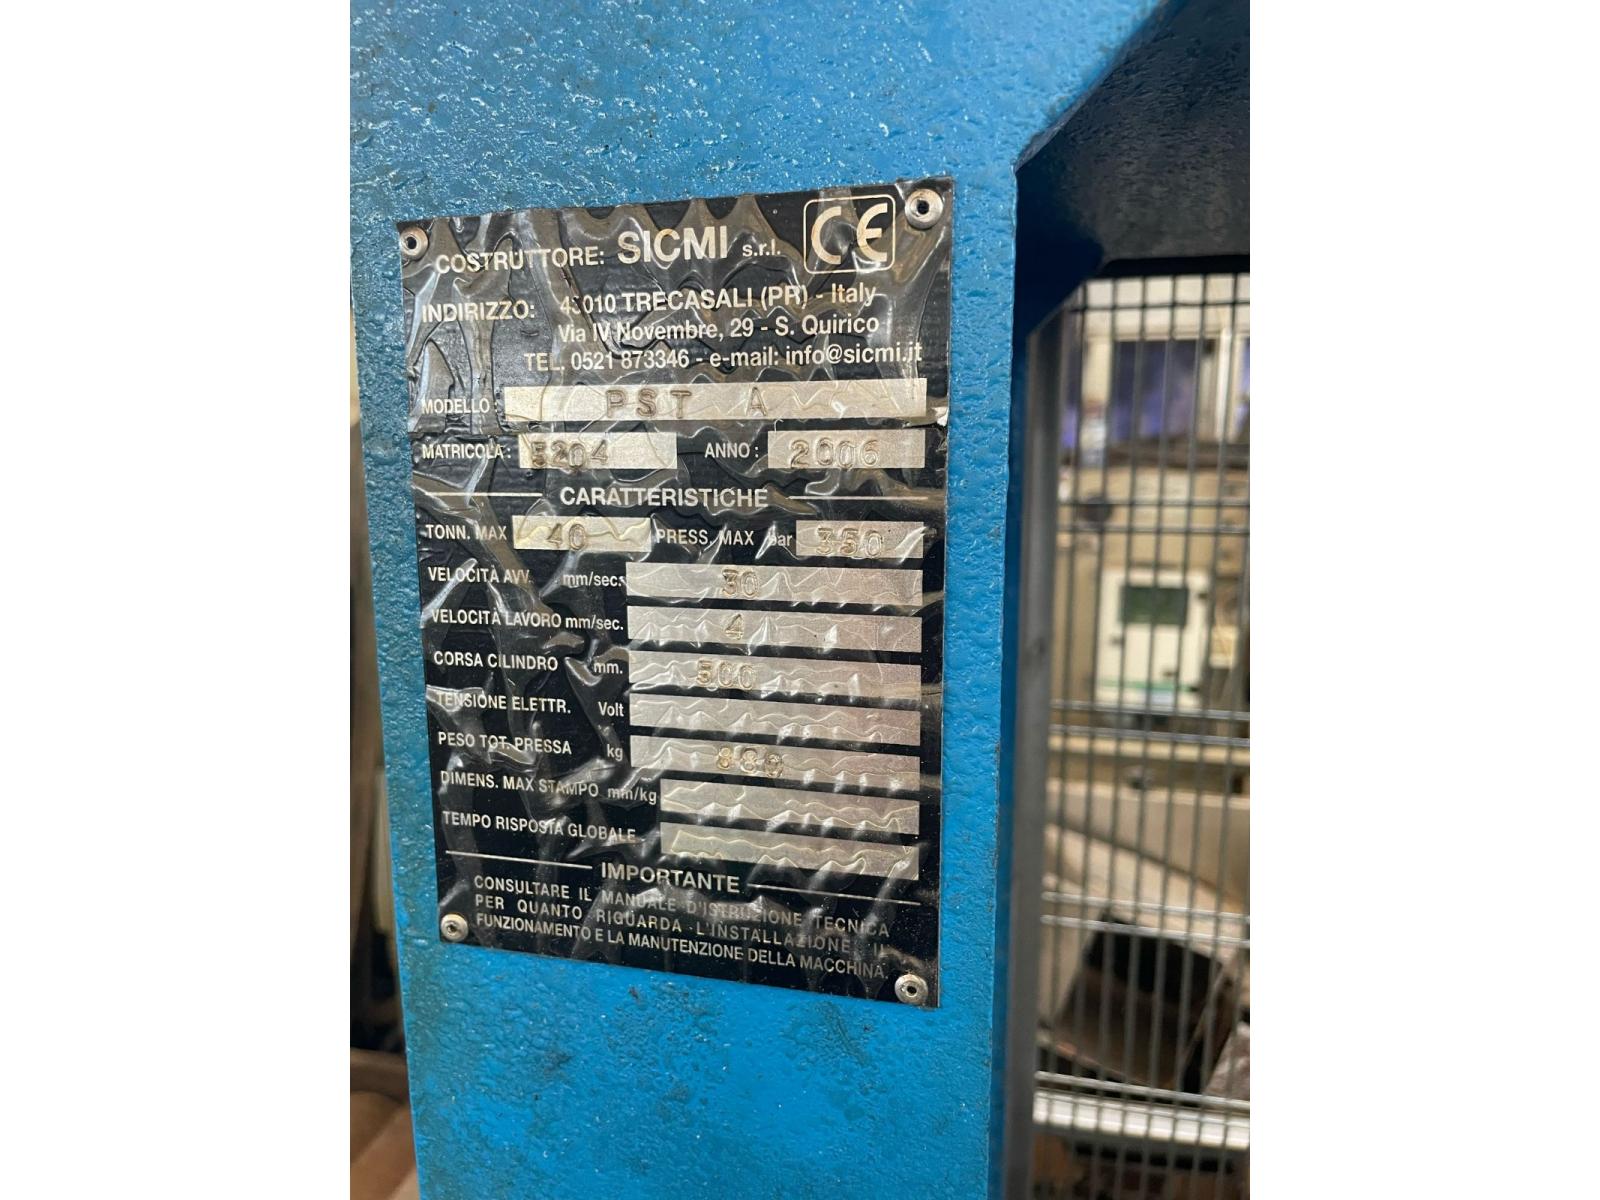 COSTRUTTORE: SICMI s.r.l. CE
INDIRIZZO: 43010 TRECASALI (PR) - Italy
Via IV Novembre, 29 - S. Quirico
TEL. 0521 873346 - e-mail: info@sicmi.it
MODELLO: PST A
MATRICOLA: 5204 ANNO: 2006
CARATTERISTICHE
TONN. MAX 40 PRESS. MAX bar 350
VELOCITÀ AVV. mm/sec. 30
VELOCITÀ LAVORO mm/sec. 4
CORSA CILINDRO mm. 500
TENSIONE ELETTR. Volt
PESO TOT. PRESSA kg
DIMENS. MAX STAMPO mm/kg
TEMPO RISPOSTA GLOBALE
IMPORTANTE
CONSULTARE IL MANUALE D'ISTRUZIONE TECNICA
PER QUANTO RIGUARDA L'INSTALLAZIONE, IL
FUNZIONAMENTO E LA MANUTENZIONE DELLA MACCHINA.